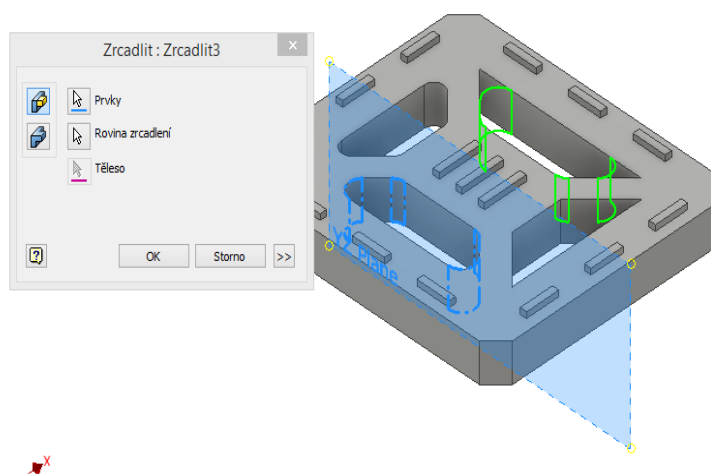 Zrcadlit : Zrcadlit3
x
Prvky
Rovina zrcadlení
Těleso
?
OK
Storno
>>
YZ Plane
X